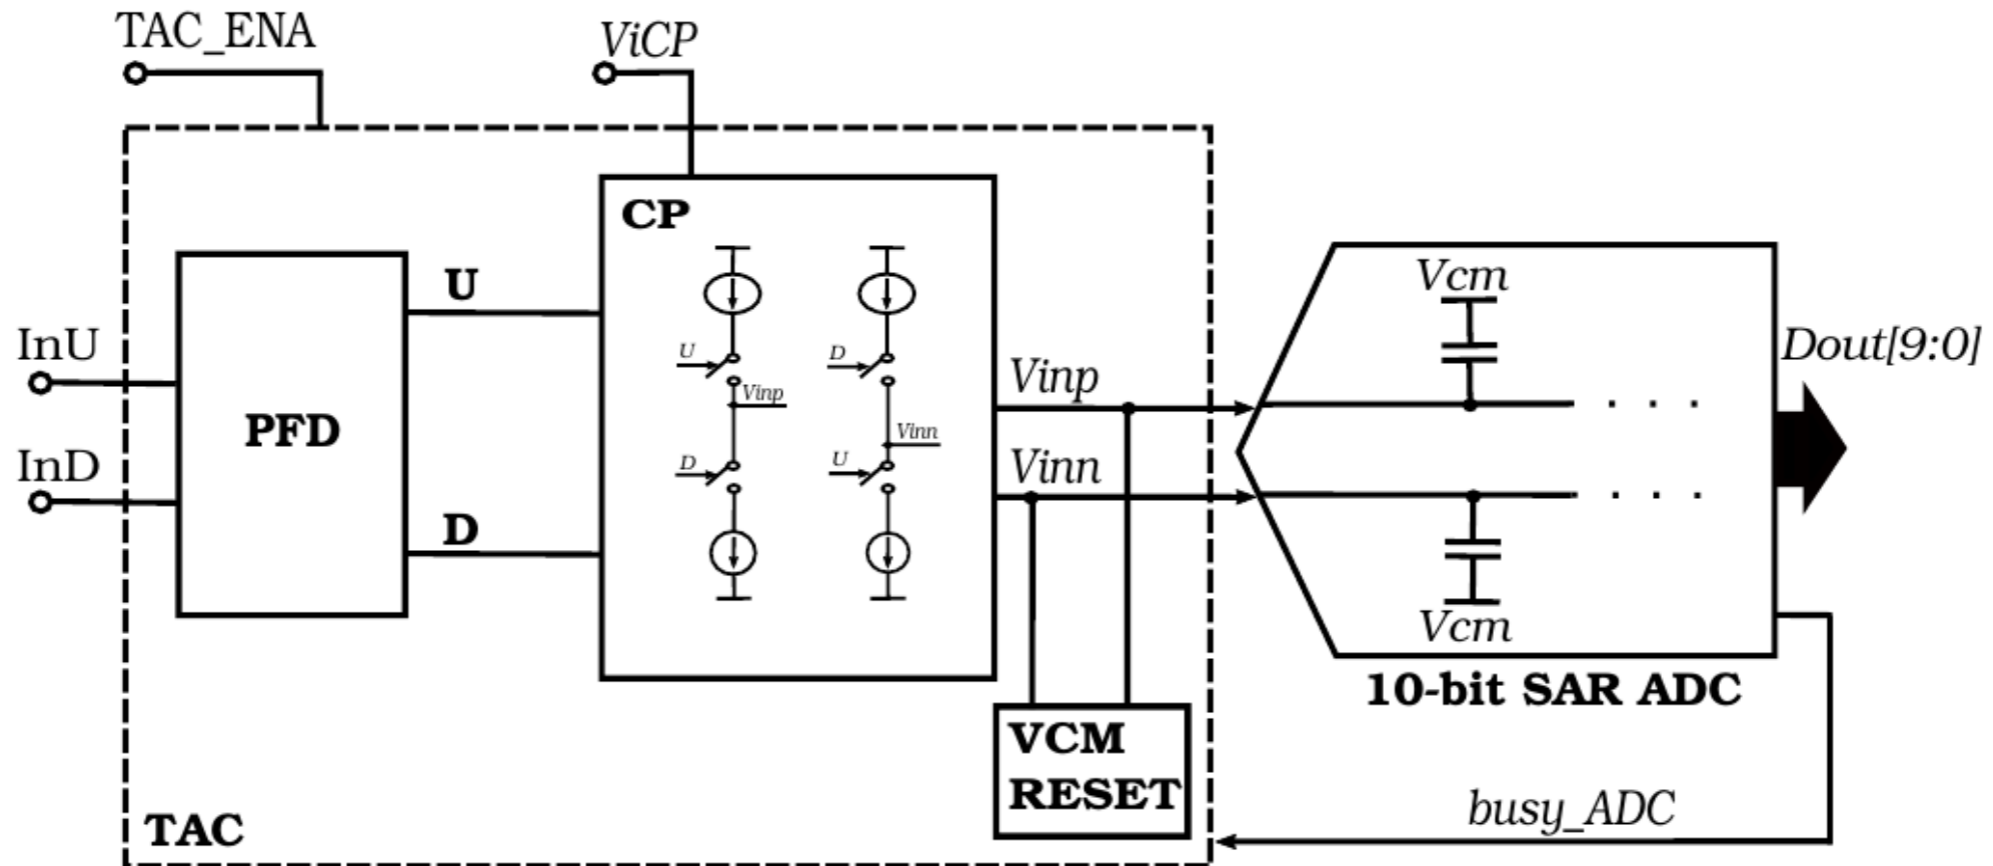 TAC_ENA
ViCP
CP
U
D
U
D
Vinp
Vinn
D
U
PFD
InU
InD
U
D
Vinp
Vinn
VCM
RESET
TAC
Vcm
Vcm
Dout[9:0]
10-bit SAR ADC
busy_ADC